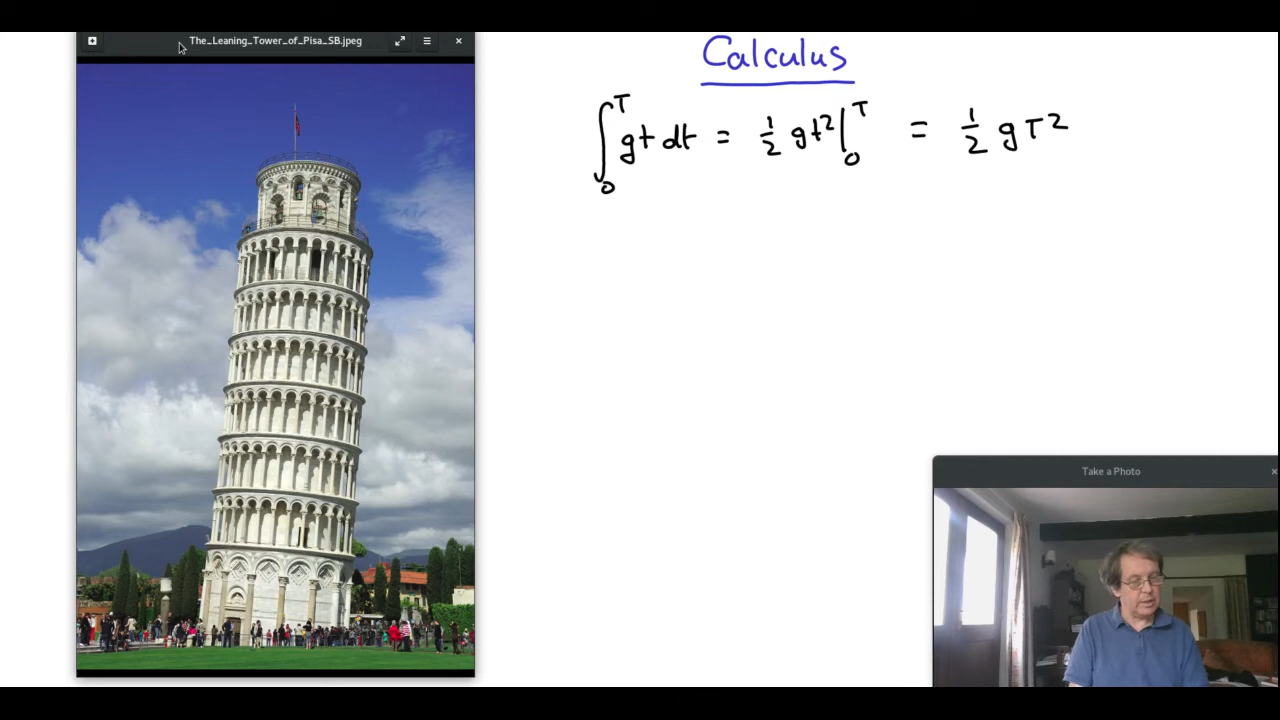 The_Leaning_Tower_of_Pisa_SB.jpeg
Calculus
∫₀ᵀ gt dt = ½ gt²|₀ᵀ = ½ gT²
Take a Photo